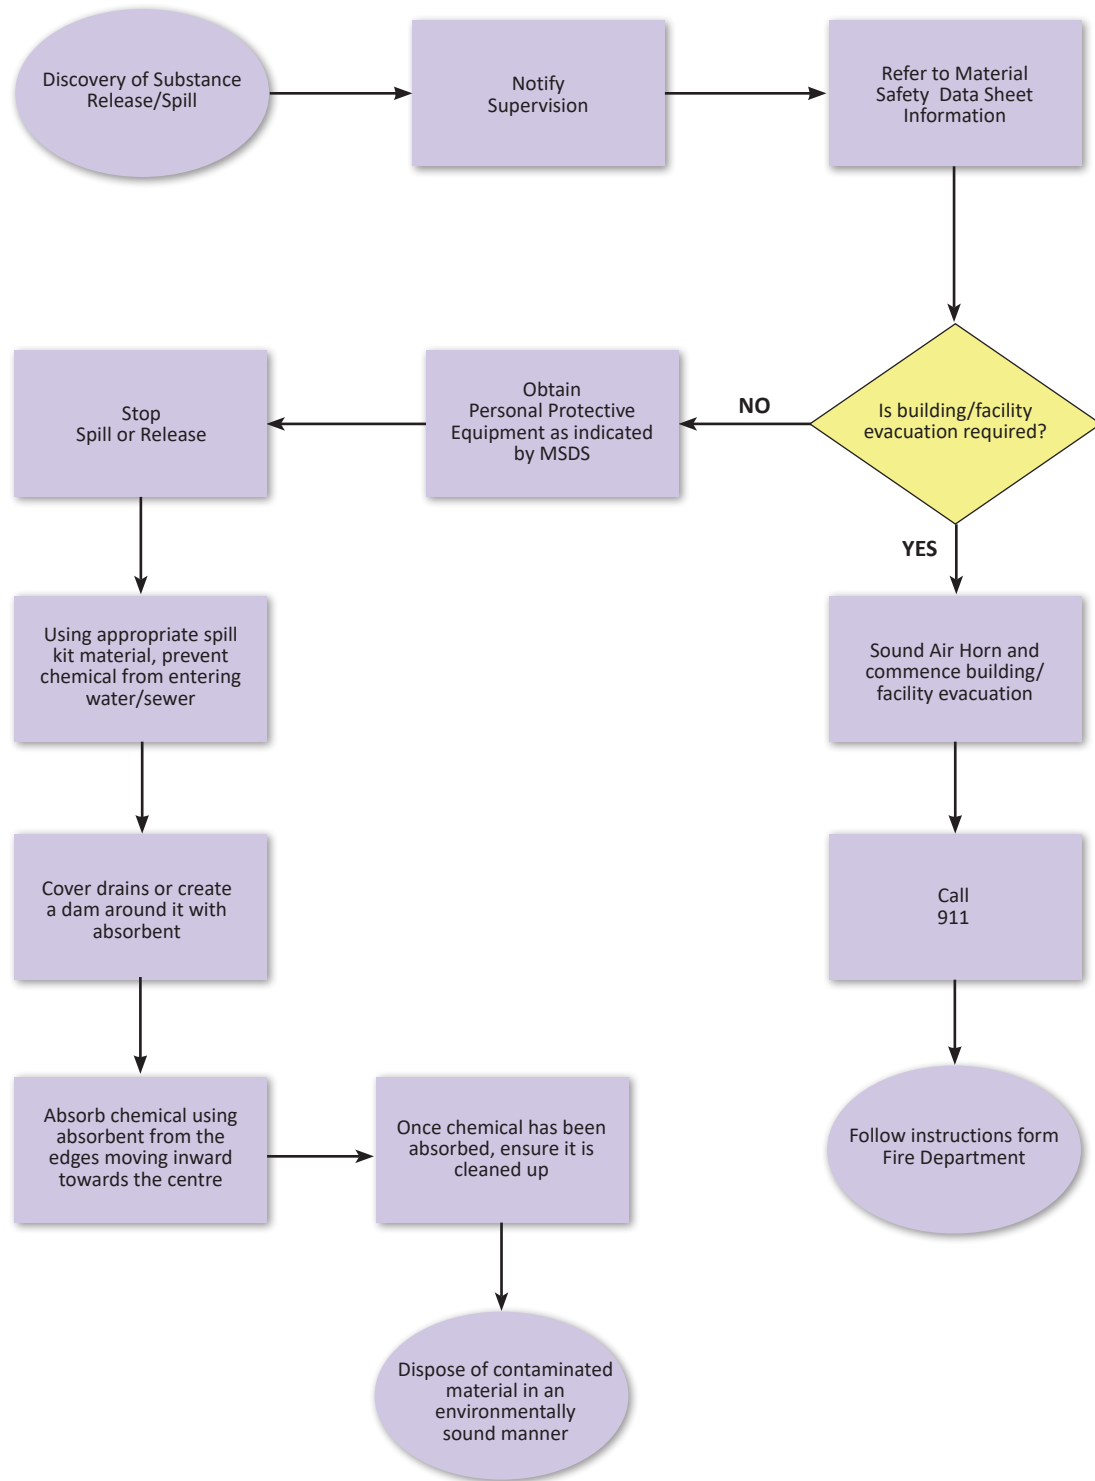 Discovery of Substance
Release/Spill
Notify
Supervision
Refer to Material
Safety  Data Sheet
Information
Is building/facility
evacuation required?
NO
Obtain
Personal Protective
Equipment as indicated
by MSDS
Stop
Spill or Release
YES
Using appropriate spill
kit material, prevent
chemical from entering
water/sewer
Sound Air Horn and
commence building/
facility evacuation
Cover drains or create
a dam around it with
absorbent
Call
911
Absorb chemical using
absorbent from the
edges moving inward
towards the centre
Once chemical has been
absorbed, ensure it is
cleaned up
Follow instructions form
Fire Department
Dispose of contaminated
material in an
environmentally
sound manner